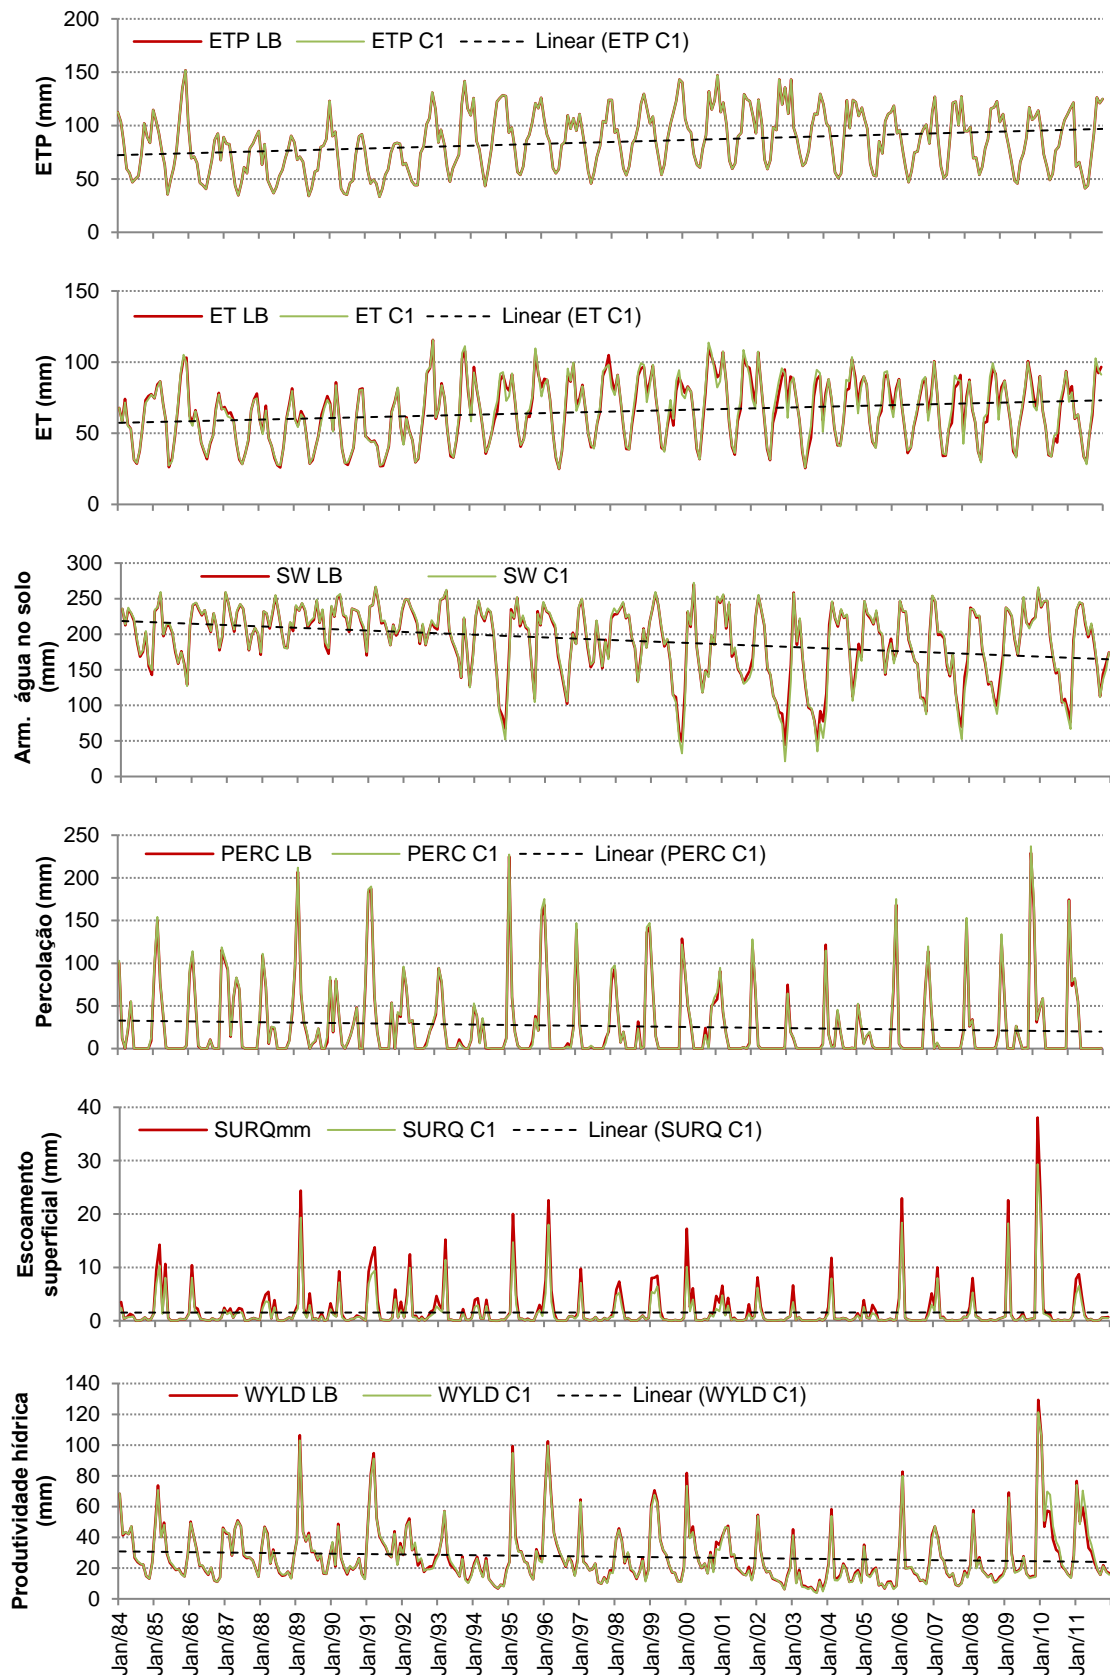 200
ETP LB ETP C1 Linear (ETP C1)
150
100
50
0
ETP (mm)
150
ET LB ET C1 Linear (ET C1)
100
50
0
ET (mm)
300
SW LB SW C1
250
200
150
100
50
0
Arm. água no solo
(mm)
250
PERC LB PERC C1 Linear (PERC C1)
200
150
100
50
0
Percolação (mm)
40
SURQmm SURQ C1 Linear (SURQ C1)
30
20
10
0
Escoamento
superficial (mm)
140
WYLD LB WYLD C1 Linear (WYLD C1)
120
100
80
60
40
20
0
Produtividade hídrica
(mm)
Jan/84
Jan/85
Jan/86
Jan/87
Jan/88
Jan/89
Jan/90
Jan/91
Jan/92
Jan/93
Jan/94
Jan/95
Jan/96
Jan/97
Jan/98
Jan/99
Jan/00
Jan/01
Jan/02
Jan/03
Jan/04
Jan/05
Jan/06
Jan/07
Jan/08
Jan/09
Jan/10
Jan/11